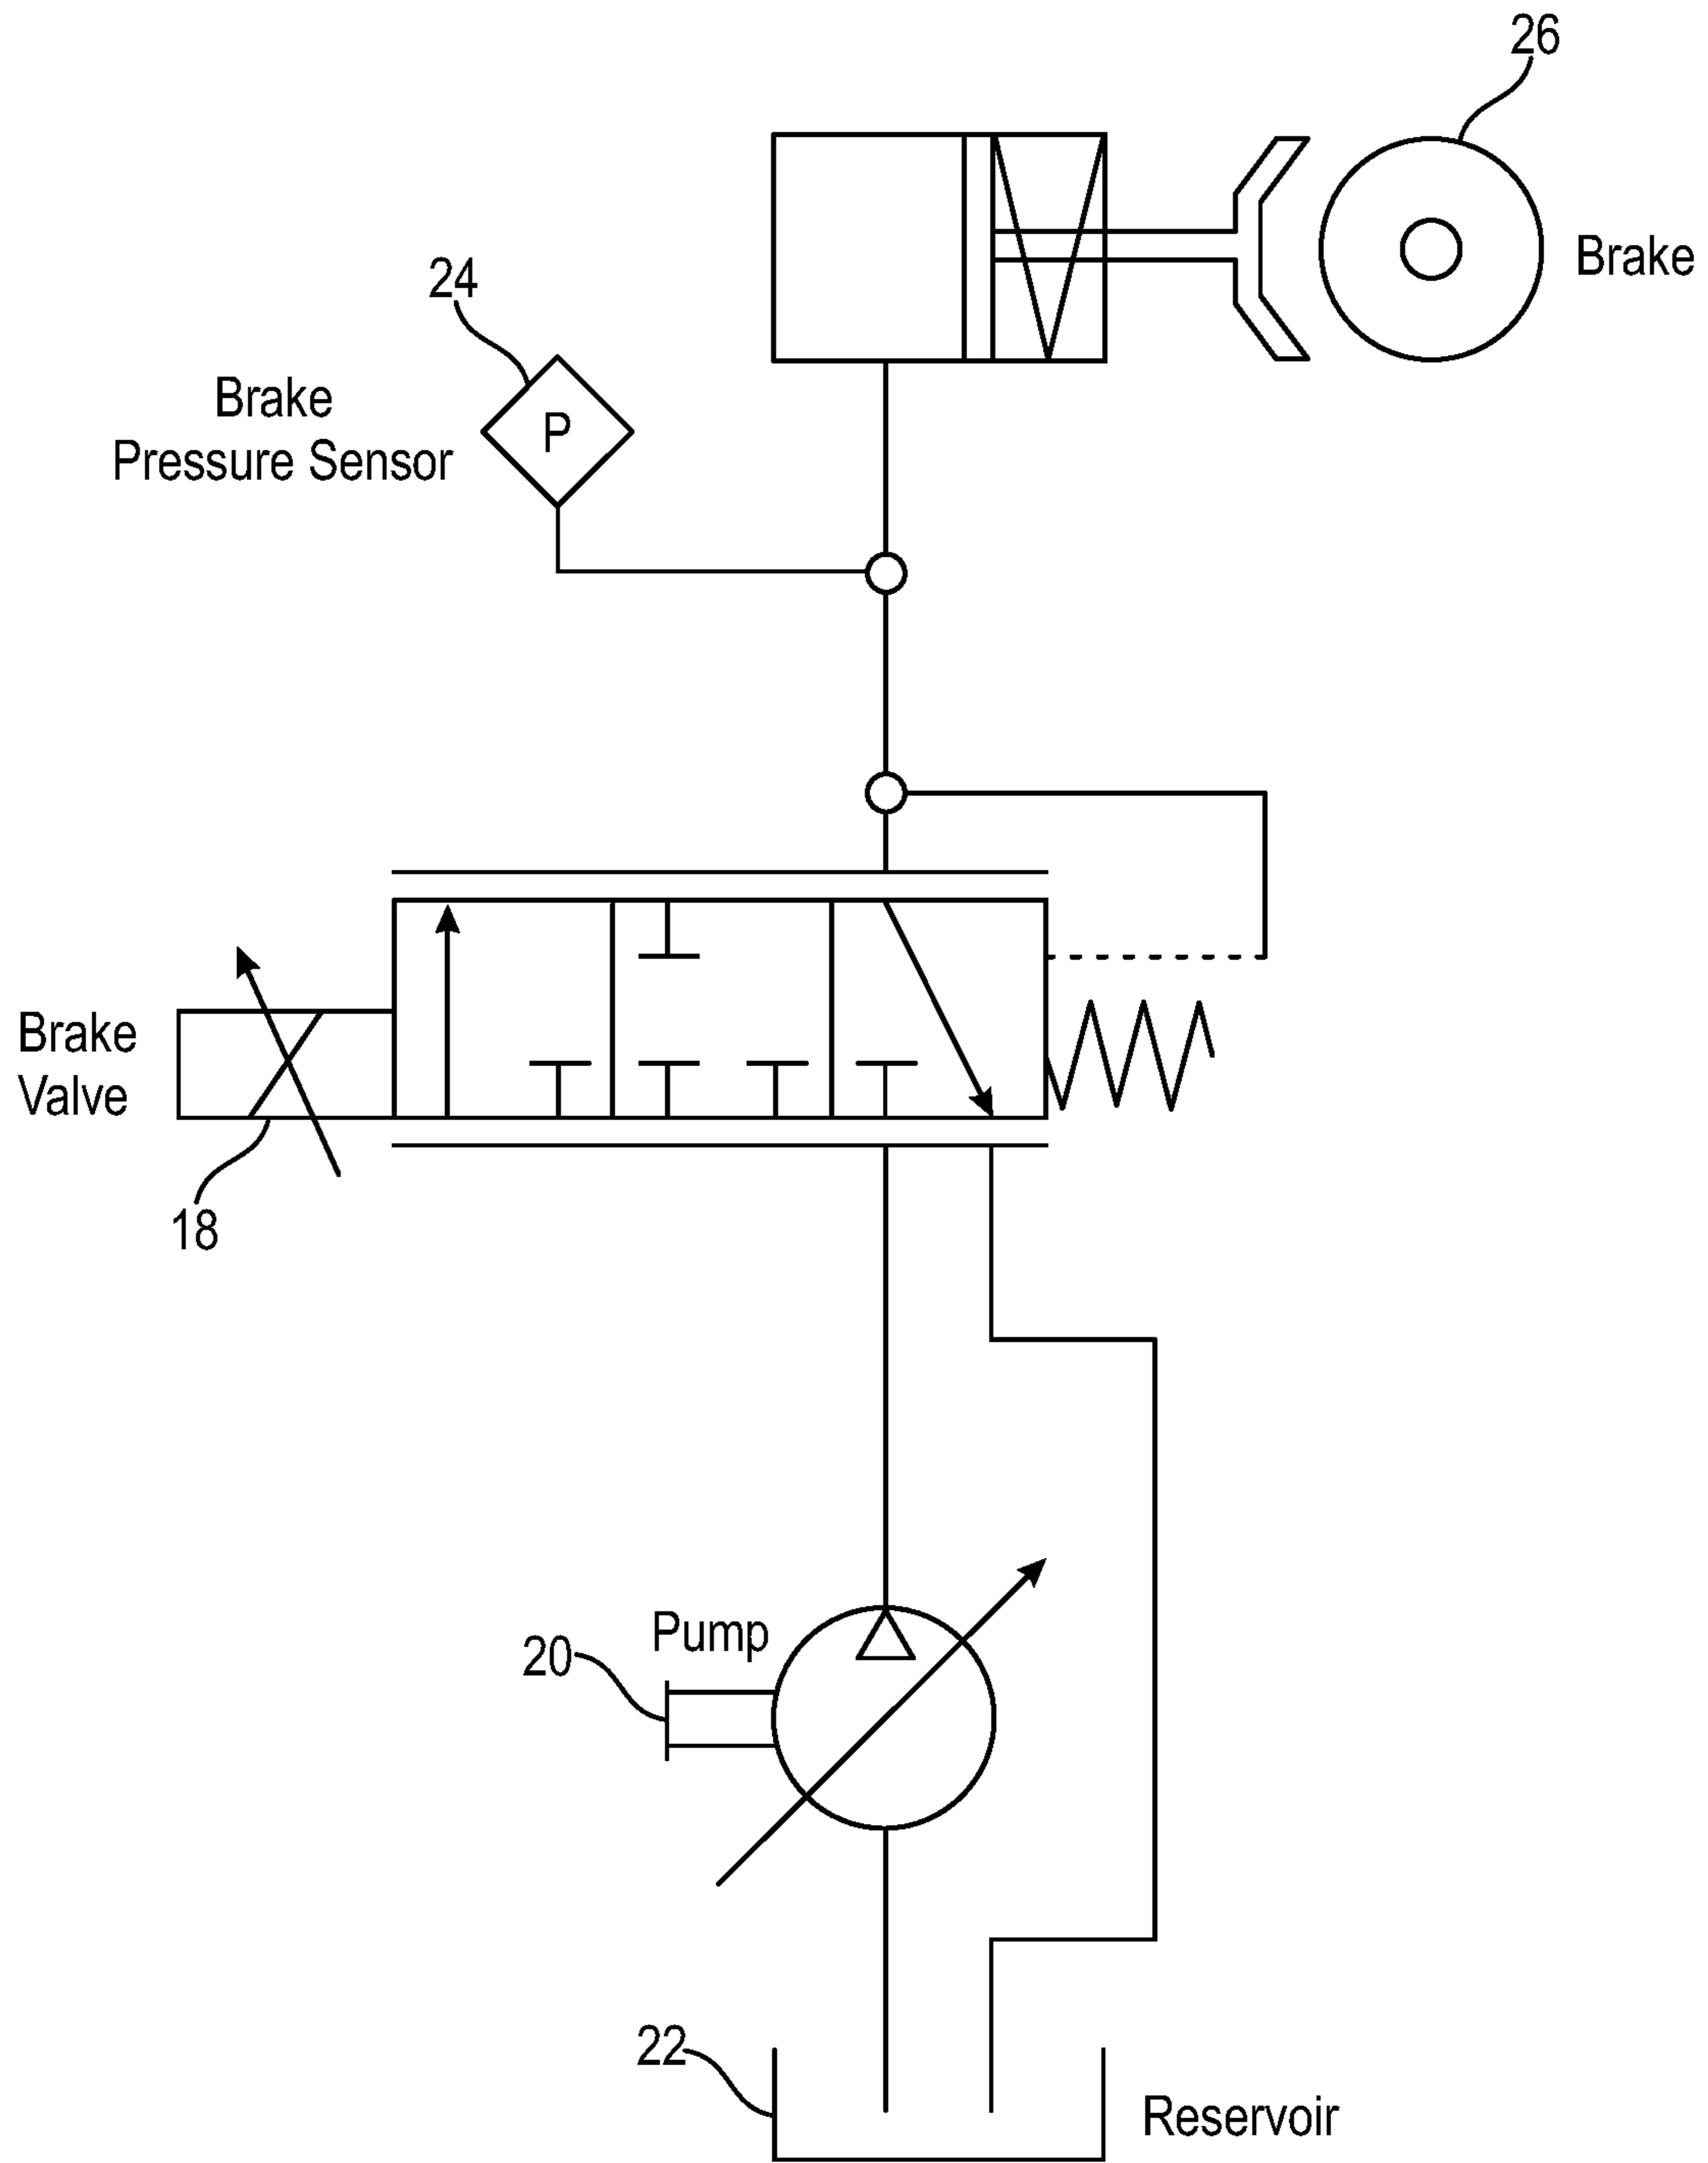 26
Brake
24
Brake
Pressure Sensor
P
Brake
Valve
18
Pump
20
22
Reservoir